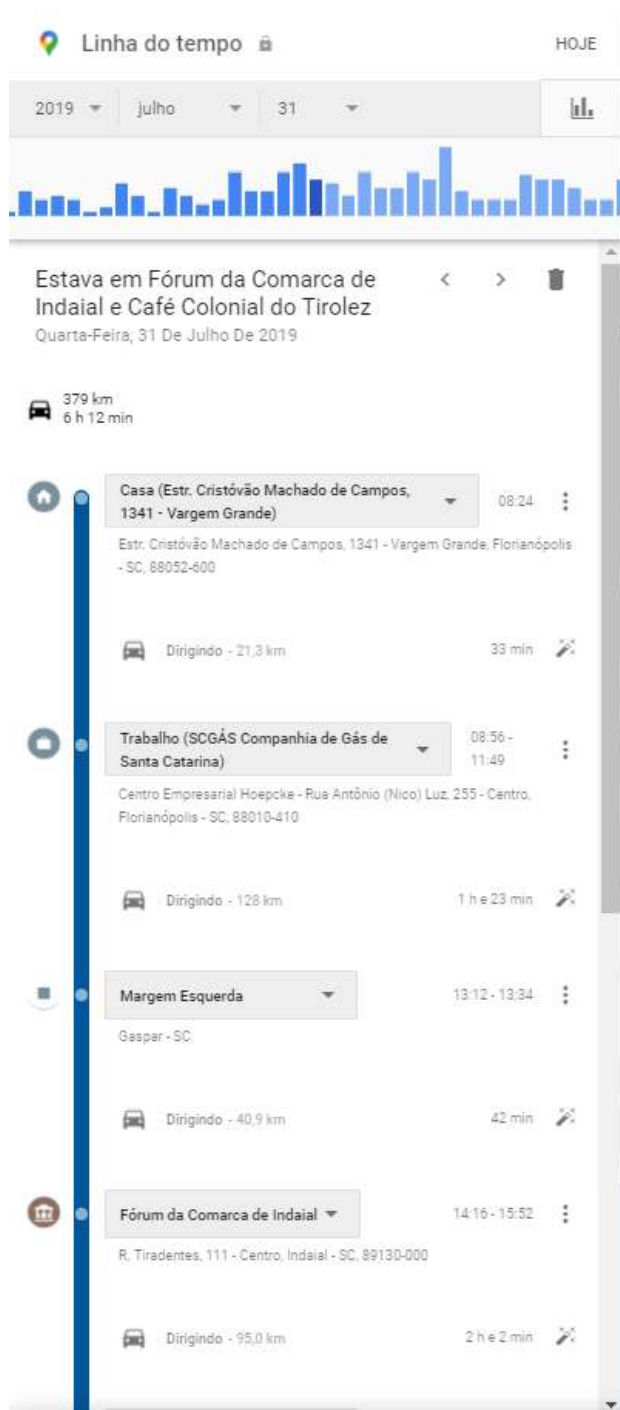 Linha do tempo HOJE
2019 julho 31
Estava em Fórum da Comarca de
Indaial e Café Colonial do Tirolez
Quarta-Feira, 31 De Julho De 2019
379 km
6 h 12 min
Casa (Estr. Cristóvão Machado de Campos,
1341 - Vargem Grande) 08:24
Estr. Cristóvão Machado de Campos, 1341 - Vargem Grande, Florianópolis
- SC, 88052-600
Dirigindo - 21,3 km 33 min
Trabalho (SCGÁS Companhia de Gás de
Santa Catarina)
08:56 -
11:49
Centro Empresarial Hoepcke - Rua Antônio (Nico) Luz, 255 - Centro,
Florianópolis - SC, 88010-410
Dirigindo - 128 km 1 h e 23 min
Margem Esquerda 13:12 - 13:34
Gaspar - SC,
Dirigindo - 40,9 km 42 min
Fórum da Comarca de Indaial 14:16 - 15:52
R. Tiradentes, 111 - Centro, Indaial - SC, 89130-000
Dirigindo - 95,0 km 2 h e 2 min